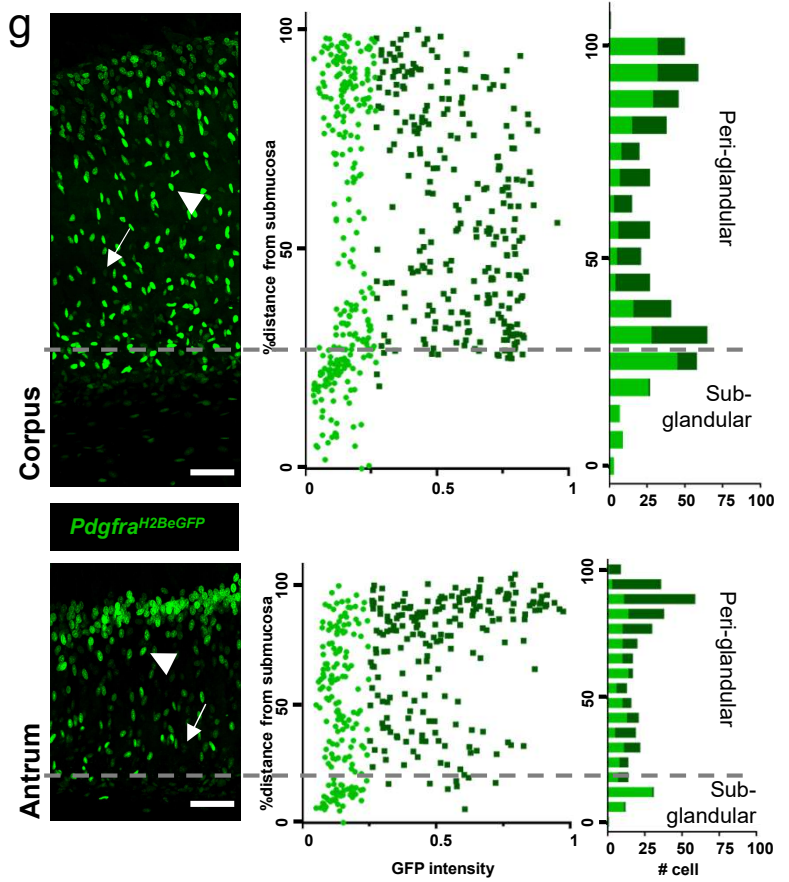 g
Corpus
%distance from submucosa
100
50
0
0
0.5
1
100
50
0
Peri-glandular
Sub-
glandular
0
25
50
75
100
Pdgfra^H2BeGFP
Antrum
%distance from submucosa
100
50
0
0
0.5
1
GFP intensity
100
50
0
Peri-glandular
Sub-
glandular
0
25
50
75
100
# cell